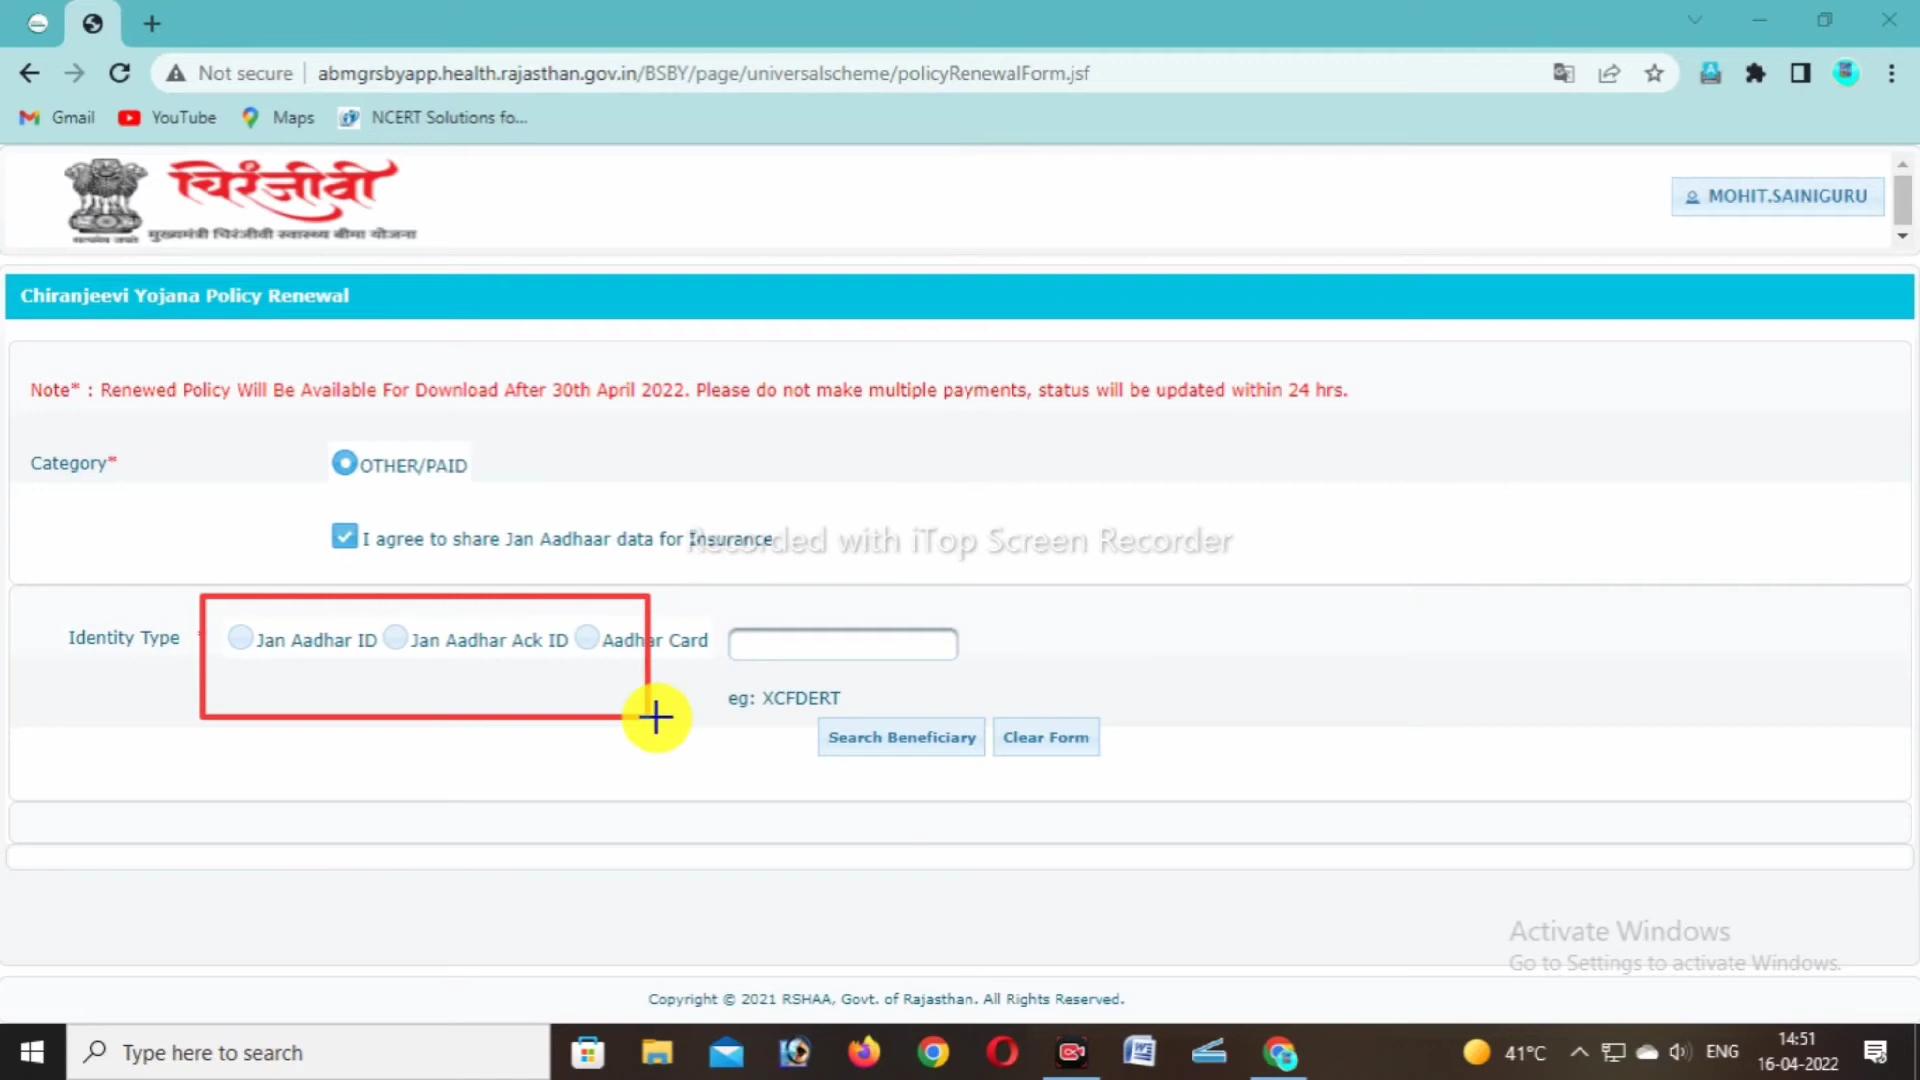 Not secure
abmgrsbyapp.health.rajasthan.gov.in/BSBY/page/universalscheme/policyRenewalForm.jsf
Gmail
YouTube
Maps
NCERT Solutions fo...
चिरंजीवी
मुख्यमंत्री चिरंजीवी स्वास्थ्य बीमा योजना
MOHIT.SAINIGURU
Chiranjeevi Yojana Policy Renewal
Note* : Renewed Policy Will Be Available For Download After 30th April 2022. Please do not make multiple payments, status will be updated within 24 hrs.
Category*
OTHER/PAID
I agree to share Jan Aadhaar data for Insurance
Recorded with iTop Screen Recorder
Identity Type *
Jan Aadhar ID
Jan Aadhar Ack ID
Aadhar Card
eg: XCFDERT
Search Beneficiary
Clear Form
Activate Windows
Go to Settings to activate Windows.
Copyright © 2021 RSHAA, Govt. of Rajasthan. All Rights Reserved.
Type here to search
41°C
ENG
14:51
16-04-2022